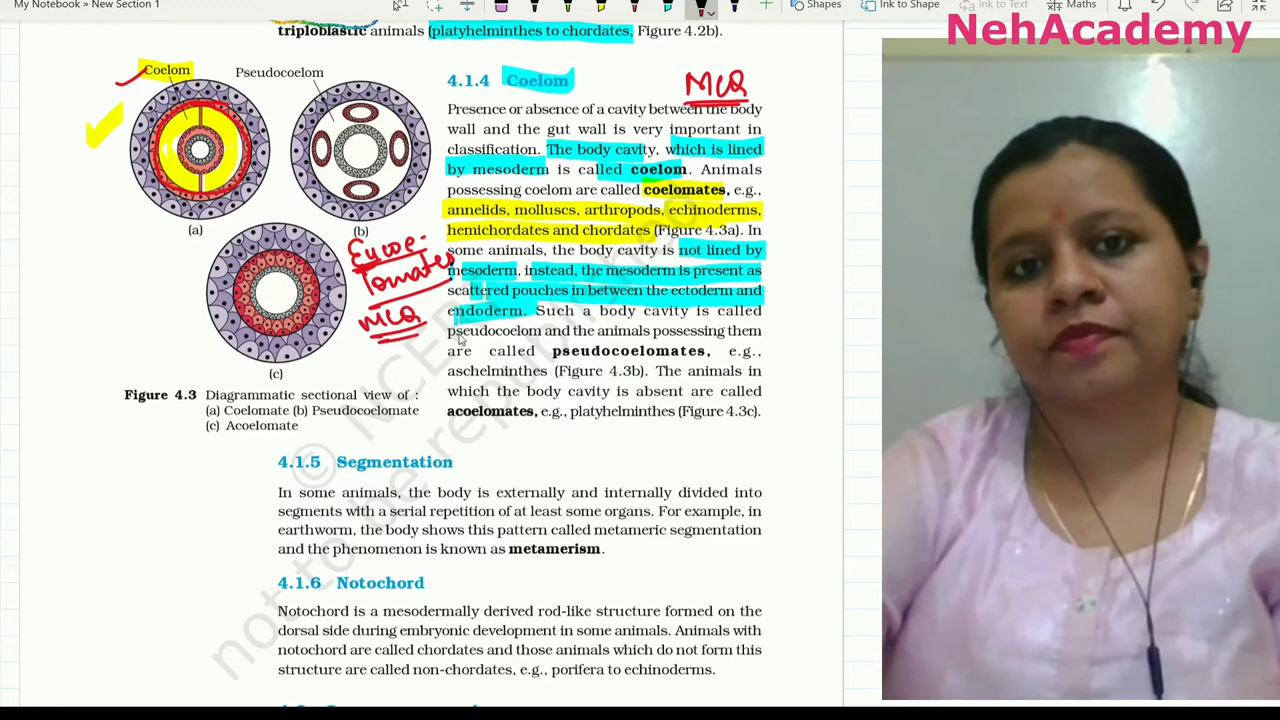 My Notebook » New Section 1
Shapes
Ink to Shape
Ink to Text
Maths
Undo
Replay
NehAcademy
triploblastic animals (platyhelminthes to chordates, Figure 4.2b).
Coelom
Pseudocoelom
(a)
(b)
(c)
Eucoe-
lomates
MCQ
Figure 4.3 Diagrammatic sectional view of :
(a) Coelomate (b) Pseudocoelomate
(c) Acoelomate
4.1.4 Coelom
MCQ
Presence or absence of a cavity between the body
wall and the gut wall is very important in
classification. The body cavity, which is lined
by mesoderm is called coelom. Animals
possessing coelom are called coelomates, e.g.,
annelids, molluscs, arthropods, echinoderms,
hemichordates and chordates (Figure 4.3a). In
some animals, the body cavity is not lined by
mesoderm, instead, the mesoderm is present as
scattered pouches in between the ectoderm and
endoderm. Such a body cavity is called
pseudocoelom and the animals possessing them
are called pseudocoelomates, e.g.,
aschelminthes (Figure 4.3b). The animals in
which the body cavity is absent are called
acoelomates, e.g., platyhelminthes (Figure 4.3c).
4.1.5 Segmentation
In some animals, the body is externally and internally divided into
segments with a serial repetition of at least some organs. For example, in
earthworm, the body shows this pattern called metameric segmentation
and the phenomenon is known as metamerism.
4.1.6 Notochord
Notochord is a mesodermally derived rod-like structure formed on the
dorsal side during embryonic development in some animals. Animals with
notochord are called chordates and those animals which do not form this
structure are called non-chordates, e.g., porifera to echinoderms.
© NCERT
not to be republished